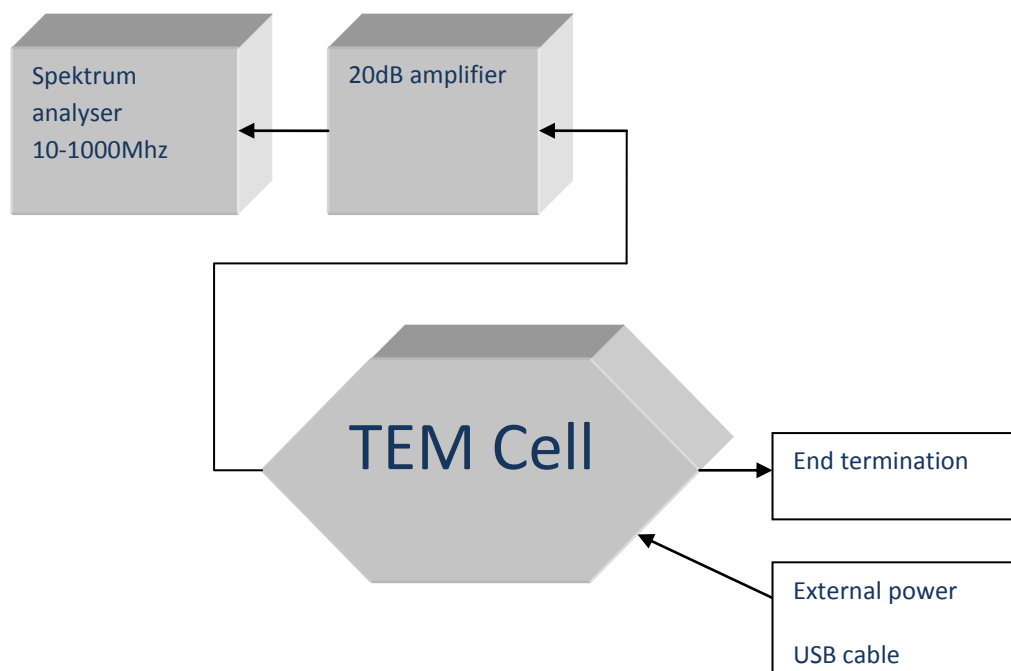 Spektrum
analyser
10-1000Mhz
20dB amplifier
TEM Cell
End termination
External power
USB cable